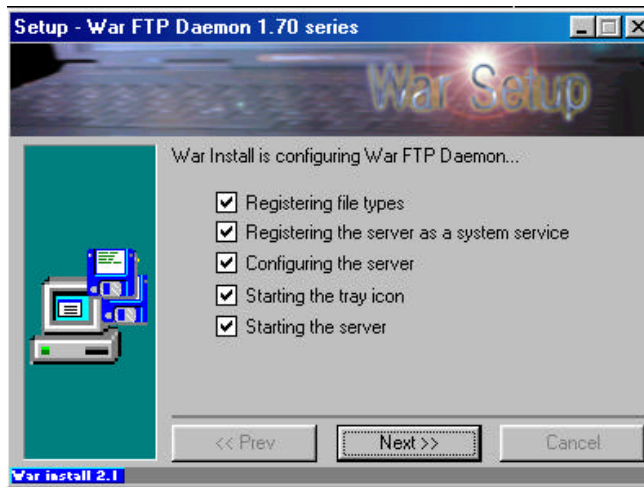 Setup - War FTP Daemon 1.70 series
War Setup
War Install is configuring War FTP Daemon...
Registering file types
Registering the server as a system service
Configuring the server
Starting the tray icon
Starting the server
<< Prev
Next >>
Cancel
War install 2.1